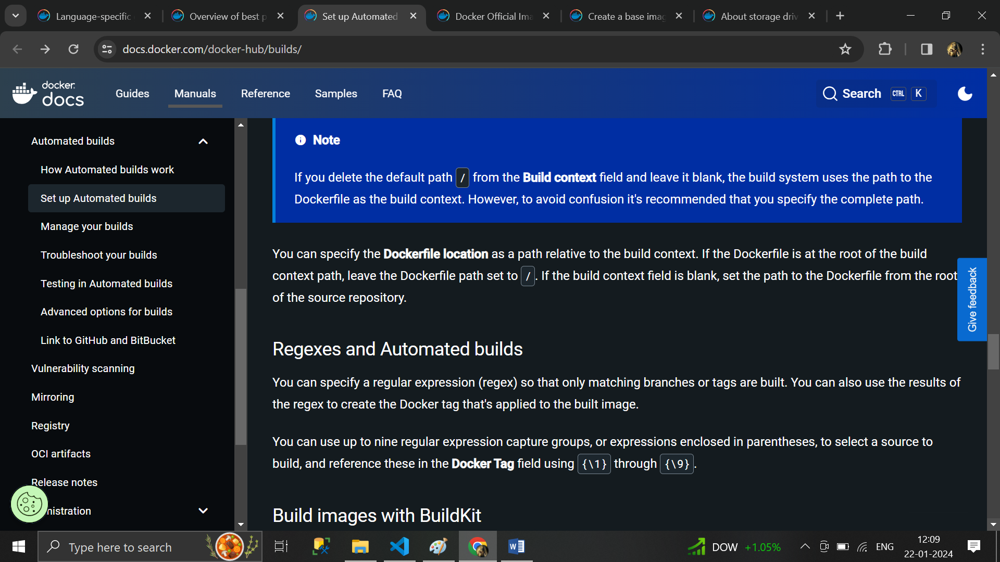 Language-specific
Overview of best p
Set up Automated
Docker Official Ima
Create a base imag
About storage driv
docs.docker.com/docker-hub/builds/
docker
docs
Guides
Manuals
Reference
Samples
FAQ
Search
CTRL
K
Automated builds
How Automated builds work
Set up Automated builds
Manage your builds
Troubleshoot your builds
Testing in Automated builds
Advanced options for builds
Link to GitHub and BitBucket
Vulnerability scanning
Mirroring
Registry
OCI artifacts
Release notes
nistration
Note
If you delete the default path / from the Build context field and leave it blank, the build system uses the path to the
Dockerfile as the build context. However, to avoid confusion it's recommended that you specify the complete path.
You can specify the Dockerfile location as a path relative to the build context. If the Dockerfile is at the root of the build
context path, leave the Dockerfile path set to /. If the build context field is blank, set the path to the Dockerfile from the root
of the source repository.
Regexes and Automated builds
You can specify a regular expression (regex) so that only matching branches or tags are built. You can also use the results of
the regex to create the Docker tag that's applied to the built image.
You can use up to nine regular expression capture groups, or expressions enclosed in parentheses, to select a source to
build, and reference these in the Docker Tag field using {\1} through {\9}.
Build images with BuildKit
Give feedback
Type here to search
DOW +1.05%
ENG
12:09
22-01-2024